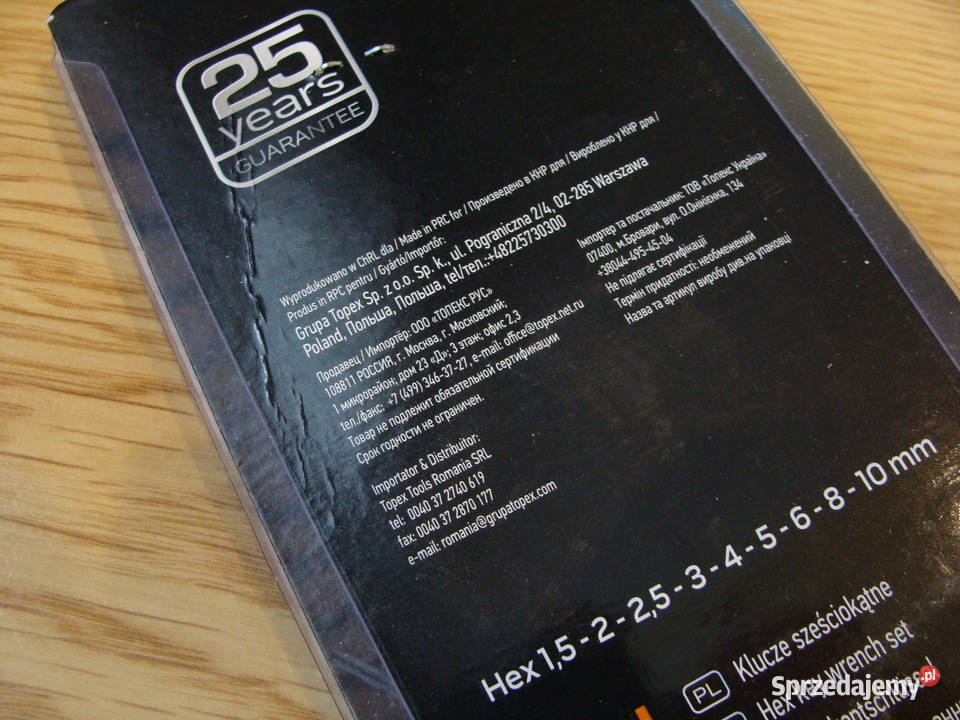 25
years
GUARANTEE
Wyprodukowano w ChRL dla / Made in PRC for / Произведено в КНР для / Вироблено у КНР для /
Produs in RPC pentru / Gyártó/Importőr:
Grupa Topex Sp. z o.o. Sp. k., ul. Pograniczna 2/4, 02-285 Warszawa
Poland, Польша, Польша, tel/тел.:+48225730300
Продавец / Импортёр: ООО «ТОПЕКС РУС»
108811 РОССИЯ, г. Москва, г. Московский;
1 микрорайон; дом 23 «Д»; 3 этаж; офис 2,3
тел./факс: +7 (499) 346-37-27, e-mail: office@topex.net.ru
Товар не подлежит обязательной сертификации
Срок годности не ограничен.
Імпортер та постачальник: ТОВ «Топекс Україна»
07400, м.Бровари, вул. О.Онікієнка, 134
+38044-495-45-04
Не підлягає сертифікації
Термін придатності: необмежений
Назва та артикул виробу див.на упаковці
Importator & Distribuitor:
Topex Tools Romania SRL
tel: 0040 37 2740 619
fax: 0040 37 2870 177
e-mail: romania@grupatopex.com
Hex 1,5 - 2 - 2,5 - 3 - 4 - 5 - 6 - 8 - 10 mm
PL Klucze sześciokątne
Hex key wrench set
Sprzedajemy.pl